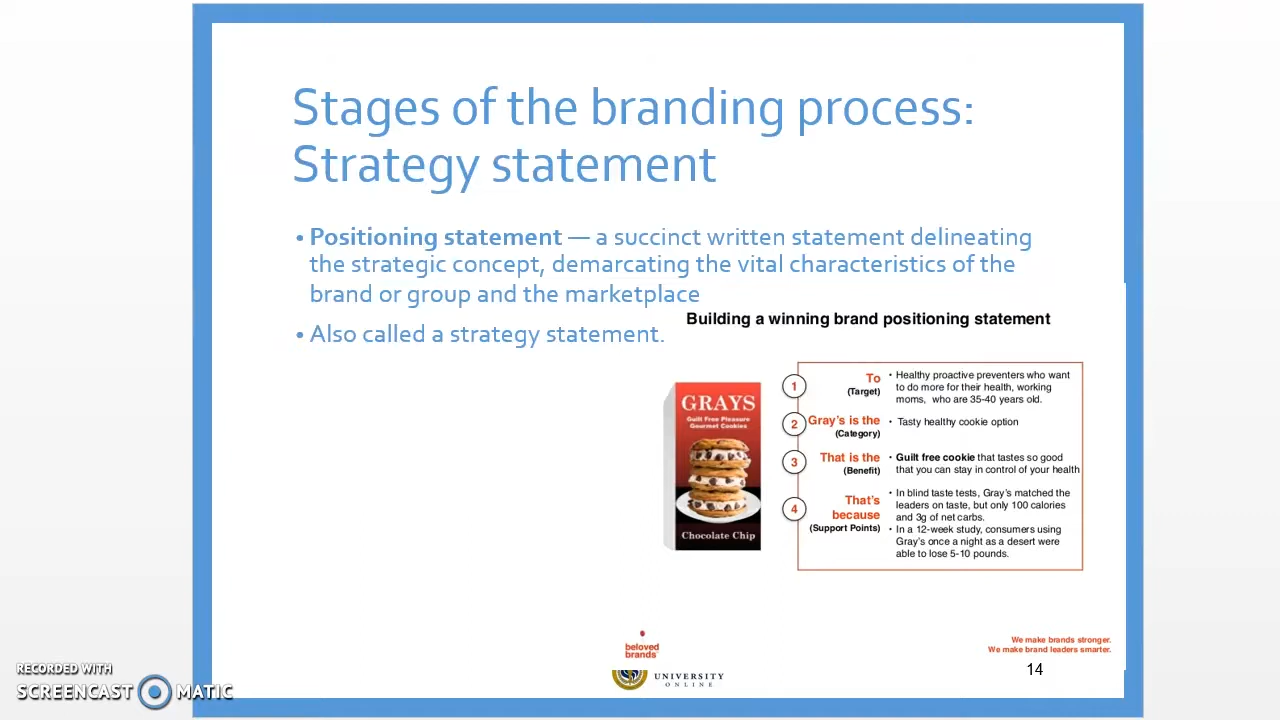 Stages of the branding process:
Strategy statement
• Positioning statement — a succinct written statement delineating
the strategic concept, demarcating the vital characteristics of the
brand or group and the marketplace
• Also called a strategy statement.
Building a winning brand positioning statement
GRAYS
Guilt Free Pleasure
Gourmet Cookies
Chocolate Chip
1
To
(Target)
• Healthy proactive preventers who want
to do more for their health, working
moms, who are 35-40 years old.
2
Gray's is the
(Category)
• Tasty healthy cookie option
3
That is the
(Benefit)
• Guilt free cookie that tastes so good
that you can stay in control of your health
4
That's
because
(Support Points)
• In blind taste tests, Gray's matched the
leaders on taste, but only 100 calories
and 3g of net carbs.
• In a 12-week study, consumers using
Gray's once a night as a desert were
able to lose 5-10 pounds.
beloved
brands
We make brands stronger.
We make brand leaders smarter.
14
UNIVERSITY
ONLINE
RECORDED WITH
SCREENCAST MATIC